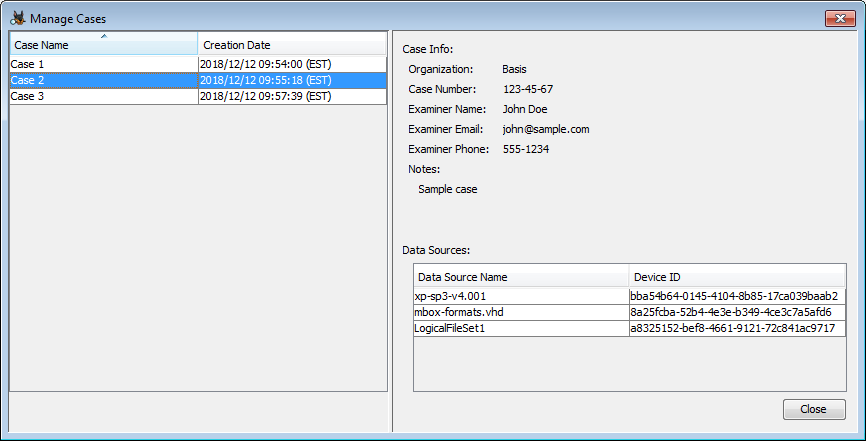 Manage Cases
Case Name Creation Date
Case 1 2018/12/12 09:54:00 (EST)
Case 2 2018/12/12 09:55:18 (EST)
Case 3 2018/12/12 09:57:39 (EST)
Case Info:
Organization: Basis
Case Number: 123-45-67
Examiner Name: John Doe
Examiner Email: john@sample.com
Examiner Phone: 555-1234
Notes:
Sample case
Data Sources:
Data Source Name Device ID
xp-sp3-v4.001 bba54b64-0145-4104-8b85-17ca039baab2
mbox-formats.vhd 8a25fcba-52b4-4e3e-b349-4ce3c7a5afd6
LogicalFileSet1 a8325152-bef8-4661-9121-72c841ac9717
Close